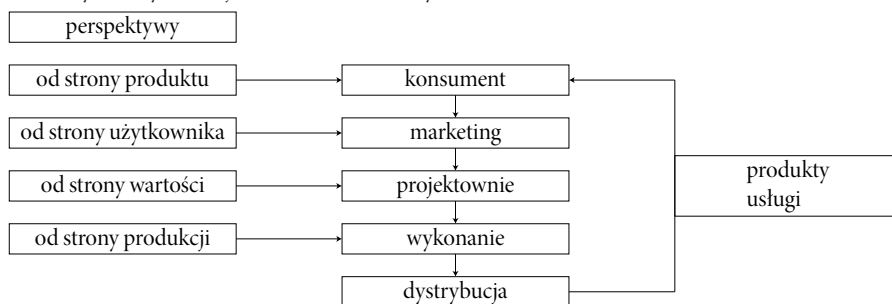 perspektywy
od strony produktu
konsument
od strony użytkownika
marketing
od strony wartości
projektownie
produkty
usługi
od strony produkcji
wykonanie
dystrybucja